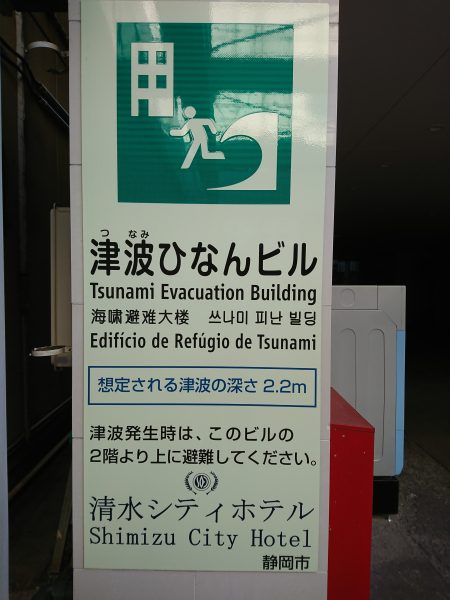 つ なみ
津波ひなんビル
Tsunami Evacuation Building
海啸避难大楼 쓰나미 피난 빌딩
Edifício de Refúgio de Tsunami
想定される津波の深さ 2.2m
津波発生時は、このビルの
2階より上に避難してください。
清水シティホテル
Shimizu City Hotel
静岡市